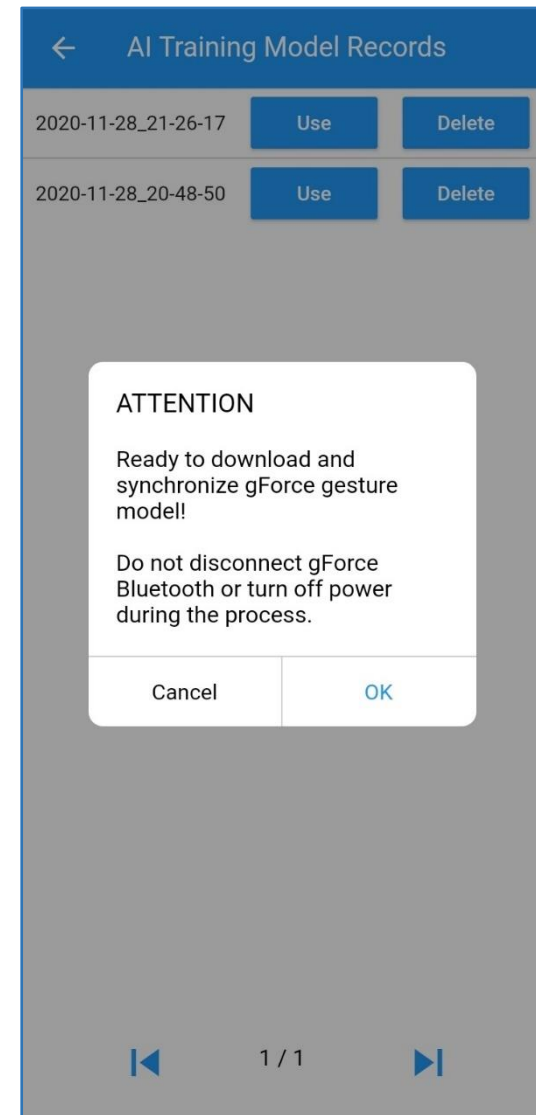 AI Training Model Records
2020-11-28_21-26-17 Use Delete
2020-11-28_20-48-50 Use Delete
ATTENTION
Ready to download and
synchronize gForce gesture
model!
Do not disconnect gForce
Bluetooth or turn off power
during the process.
Cancel OK
1 / 1